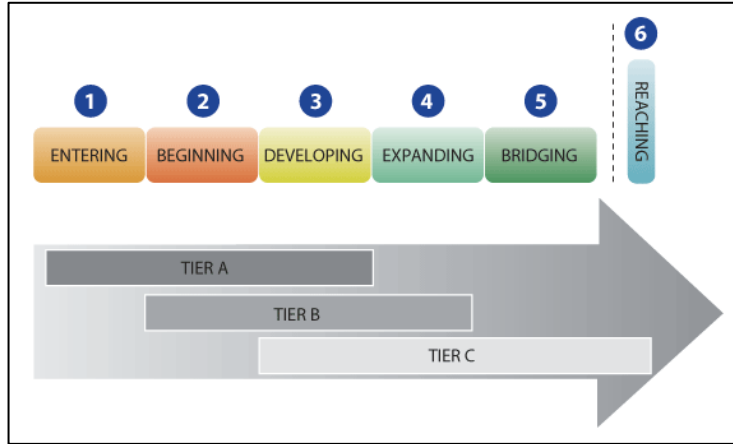 6
1 2 3 4 5
REACHING
ENTERING BEGINNING DEVELOPING EXPANDING BRIDGING
TIER A
TIER B
TIER C